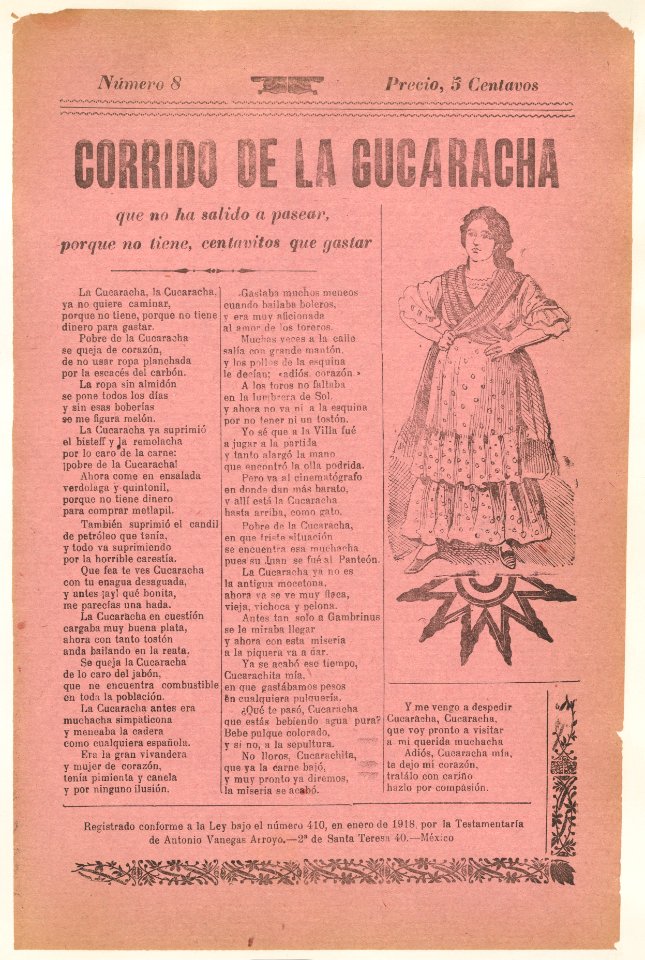 Número 8
Precio, 5 Centavos
CORRIDO DE LA CUCARACHA
que no ha salido a pasear,
porque no tiene, centavitos que gastar
La Cucaracha, la Cucaracha,
ya no quiere caminar,
porque no tiene, porque no tiene
dinero para gastar.
Pobre de la Cucaracha
se queja de corazón,
de no usar ropa planchada
por la escacés del carbón.
La ropa sin almidón
se pone todos los días
y sin esas boberías
se me figura melón.
La Cucaracha ya suprimió
el bisteff y la remolacha
por lo caro de la carne:
¡pobre de la Cucaracha!
Ahora come en ensalada
verdolaga y quintonil,
porque no tiene dinero
para comprar metlapil.
También suprimió el candil
de petróleo que tenía,
y todo va suprimiendo
por la horrible carestía.
Que fea te ves Cucaracha
con tu enagua desaguada,
y antes ¡ay! qué bonita,
me parecías una hada.
La Cucaracha en cuestión
cargaba muy buena plata,
ahora con tanto tostón
anda bailando en la reata.
Se queja la Cucaracha
de lo caro del jabón,
que no encuentra combustible
en toda la población.
La Cucaracha antes era
muchacha simpaticona
y meneaba la cadera
como cualquiera española.
Era la gran vivandera
y mujer de corazón,
tenía pimienta y canela
y por ninguno ilusión.
Gastaba muchos meneos
cuando bailaba boleros,
y era muy aficionada
al amor de los toreros.
Muchas veces a la calle
salía con grande mantón,
y los pollos de la esquina
le decían: «adiós, corazón»
A los toros no faltaba
en la lumbrera de Sol.
y ahora no va ni a la esquina
por no tener ni un tostón.
Yo sé que a la Villa fué
a jugar a la partida
y tanto alargó la mano
que encontró la olla podrida.
Pero va al cinematógrafo
en donde dan más barato,
y allí está la Cucaracha
hasta arriba, como gato.
Pobre de la Cucaracha,
en que triste situación
se encuentra esa muchacha
pues su Juan se fué al Panteón.
La Cucaracha ya no es
la antigua mocetona,
ahora va se ve muy flaca,
vieja, vichoca y pelona.
Antes tan solo a Gambrinus
se le miraba llegar
y ahora con esta miseria
a la piquera va a dar.
Ya se acabó ese tiempo,
Cucarachita mía,
en que gastábamos pesos
en cualquiera pulquería.
¿Qué te pasó, Cucaracha
que estás bebiendo agua pura?
Bebe pulque colorado,
y si no, a la sepultura.
No llores, Cucarachita,
que ya la carne bajó,
y muy pronto ya diremos,
la miseria se acabó.
Y me vengo a despedir
Cucaracha, Cucaracha,
que voy pronto a visitar
a mi querida muchacha
Adiós, Cucaracha mía,
te dejo mi corazón,
trátalo con cariño
hazlo por compasión.
Registrado conforme a la Ley bajo el número 410, en enero de 1918, por la Testamentaría
de Antonio Vanegas Arroyo.—2ª de Santa Teresa 40.—México